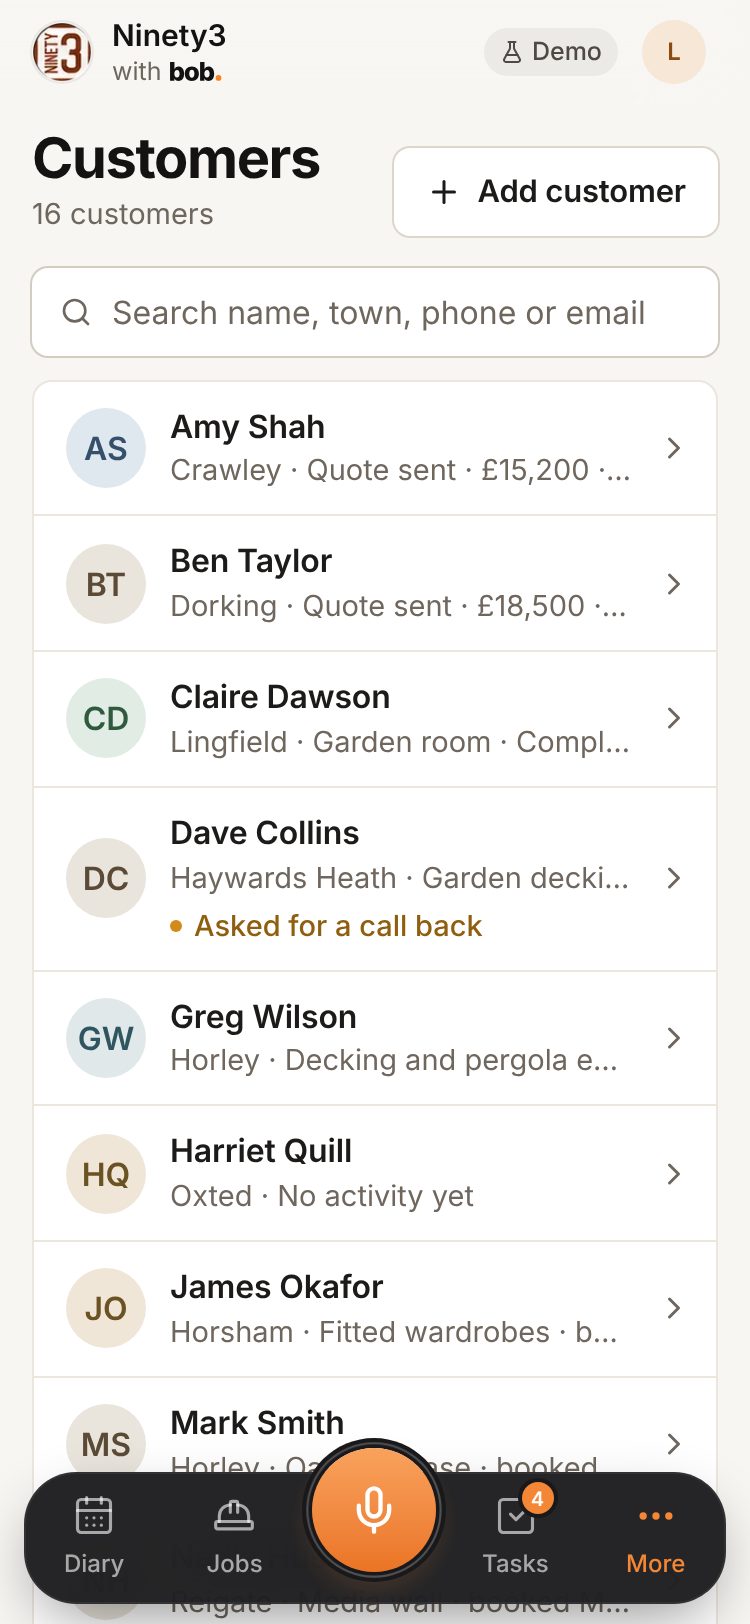 NINETY 3
Ninety3
with bob.
Demo
L
Customers
16 customers
Add customer
Search name, town, phone or email
AS
Amy Shah
Crawley · Quote sent · £15,200 ·...
BT
Ben Taylor
Dorking · Quote sent · £18,500 ·...
CD
Claire Dawson
Lingfield · Garden room · Compl...
DC
Dave Collins
Haywards Heath · Garden decki...
Asked for a call back
GW
Greg Wilson
Horley · Decking and pergola e...
HQ
Harriet Quill
Oxted · No activity yet
JO
James Okafor
Horsham · Fitted wardrobes · b...
MS
Mark Smith
Horley · booked
4
Diary
Jobs
Tasks
More
Reigate · Media wall · booked M...